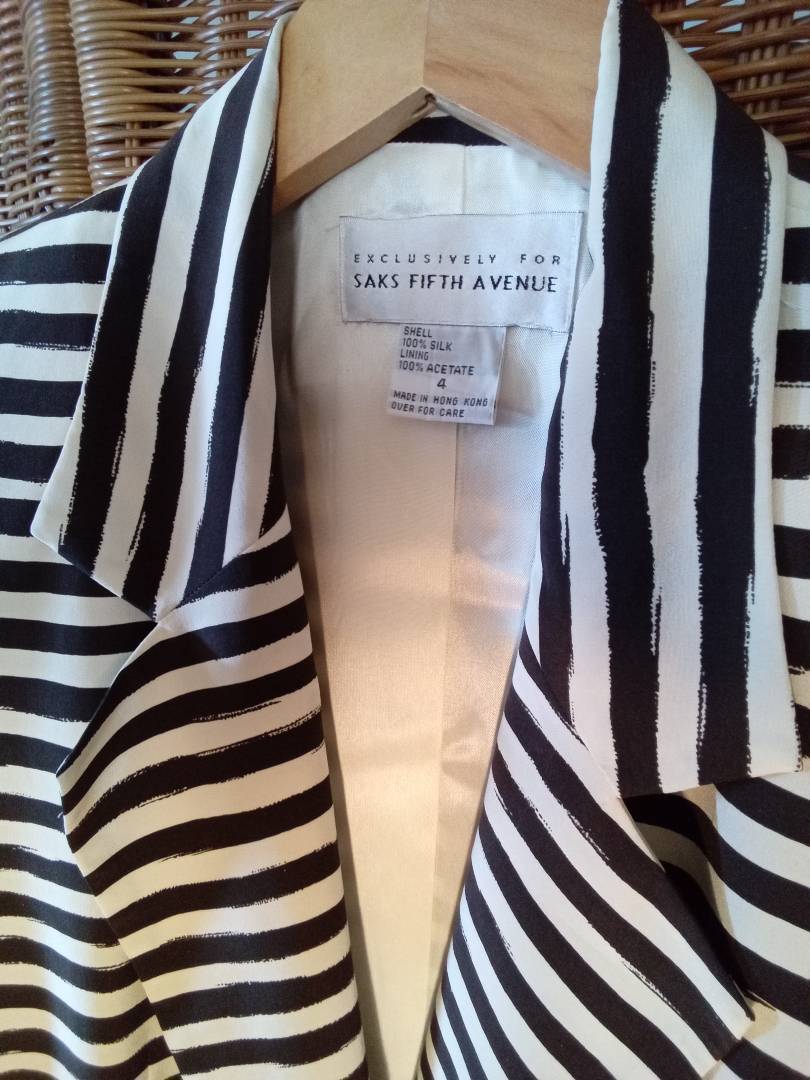 EXCLUSIVELY FOR
SAKS FIFTH AVENUE
SHELL
100% SILK
LINING
100% ACETATE
4
MADE IN HONG KONG
OVER FOR CARE